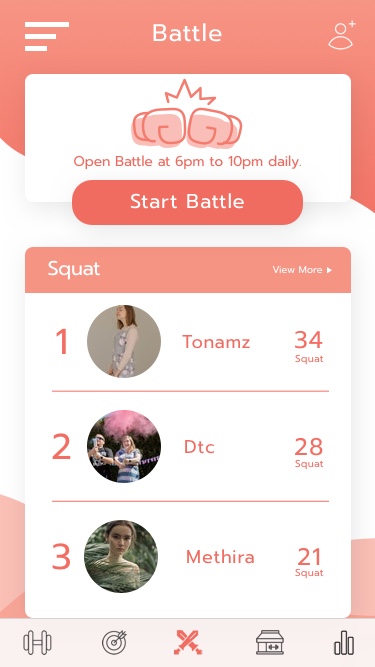 Battle
Open Battle at 6pm to 10pm daily.
Start Battle
Squat
View More
1
Tonamz
34
Squat
2
Dtc
28
Squat
3
Methira
21
Squat